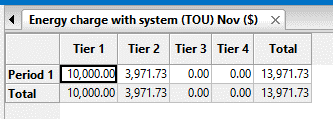 Energy charge with system (TOU) Nov ($)
Tier 1 Tier 2 Tier 3 Tier 4 Total
Period 1 10,000.00 3,971.73 0.00 0.00 13,971.73
Total 10,000.00 3,971.73 0.00 0.00 13,971.73